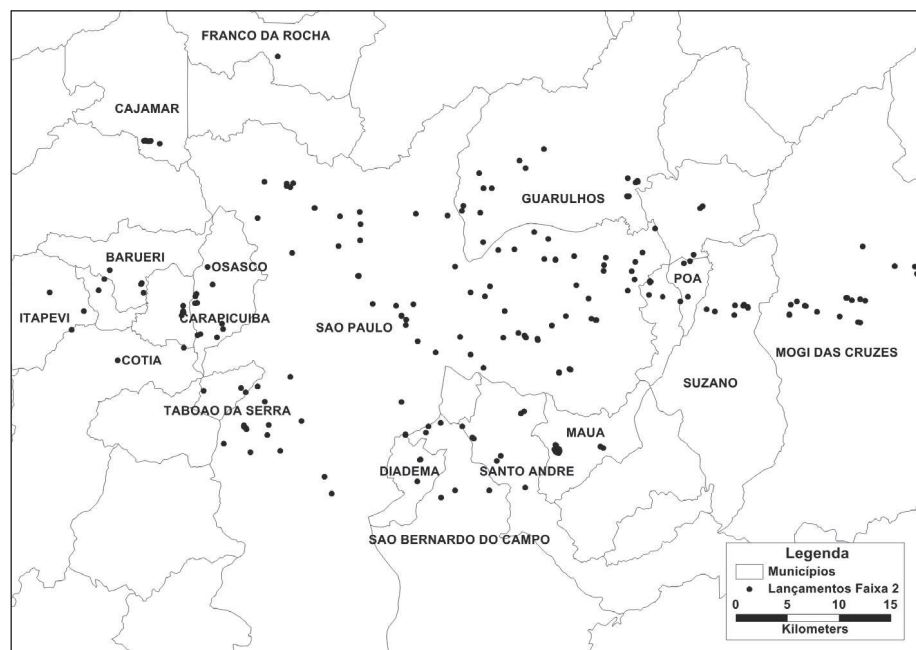 FRANCO DA ROCHA
CAJAMAR
GUARULHOS
BARUERI
OSASCO
POA
ITAPEVI
CARAPICUIBA
SAO PAULO
COTIA
MOGI DAS CRUZES
SUZANO
TABOAO DA SERRA
MAUA
DIADEMA
SANTO ANDRE
SAO BERNARDO DO CAMPO
Legenda
Municípios
Lançamentos Faixa 2
0 5 10 15
Kilometers